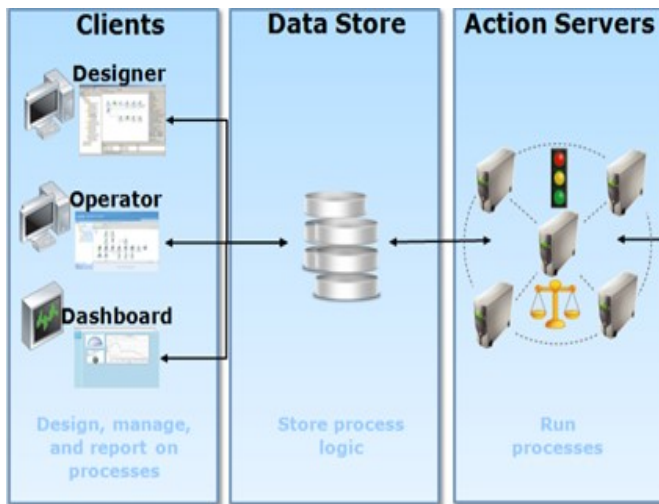 Clients
Designer
Operator
Dashboard
Design, manage,
and report on
processes
Data Store
Store process
logic
Action Servers
Run
processes